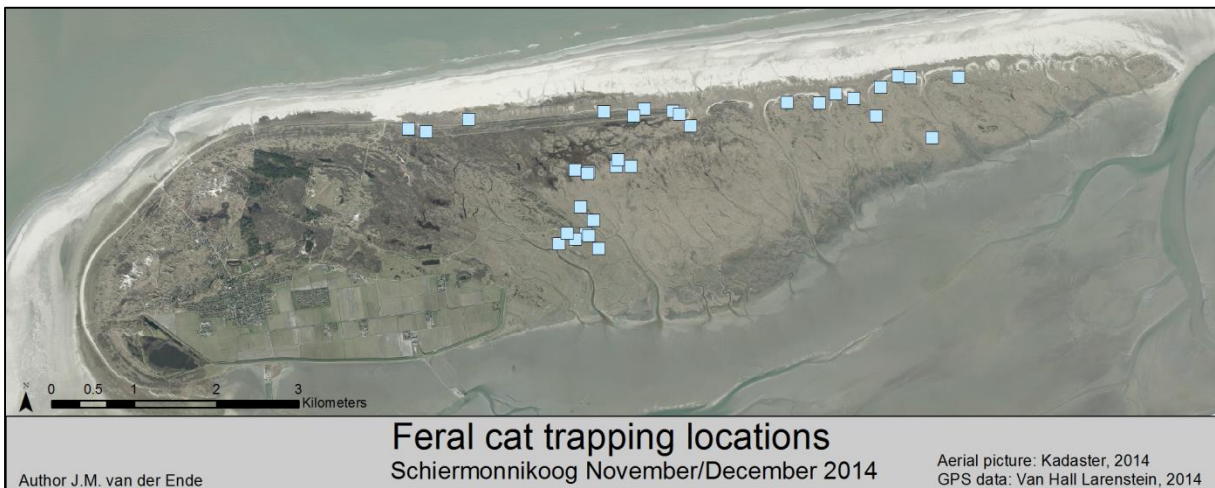 N
0 0.5 1 2 3
Kilometers
Feral cat trapping locations
Schiermonnikoog November/December 2014
Author J.M. van der Ende
Aerial picture: Kadaster, 2014
GPS data: Van Hall Larenstein, 2014